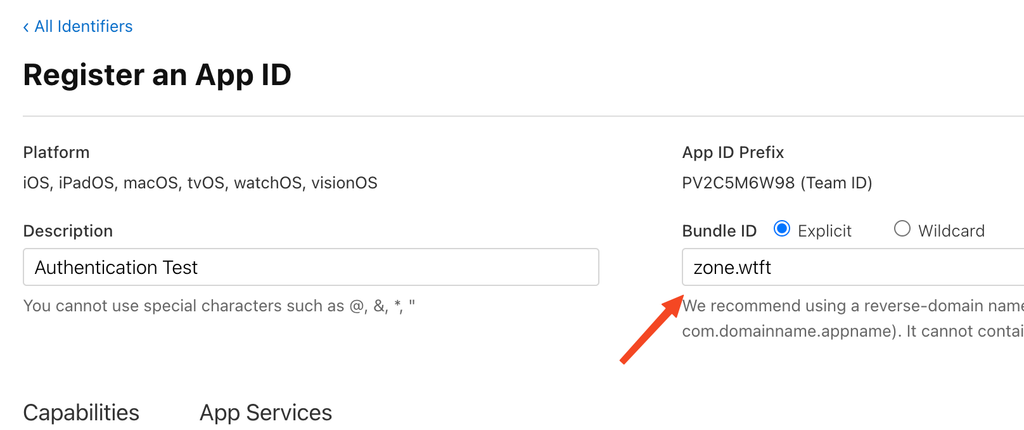 ‹ All Identifiers
Register an App ID
Platform
iOS, iPadOS, macOS, tvOS, watchOS, visionOS
App ID Prefix
PV2C5M6W98 (Team ID)
Description
Authentication Test
You cannot use special characters such as @, &, *, "
Bundle ID Explicit Wildcard
zone.wtft
We recommend using a reverse-domain name
com.domainname.appname). It cannot contai
Capabilities App Services